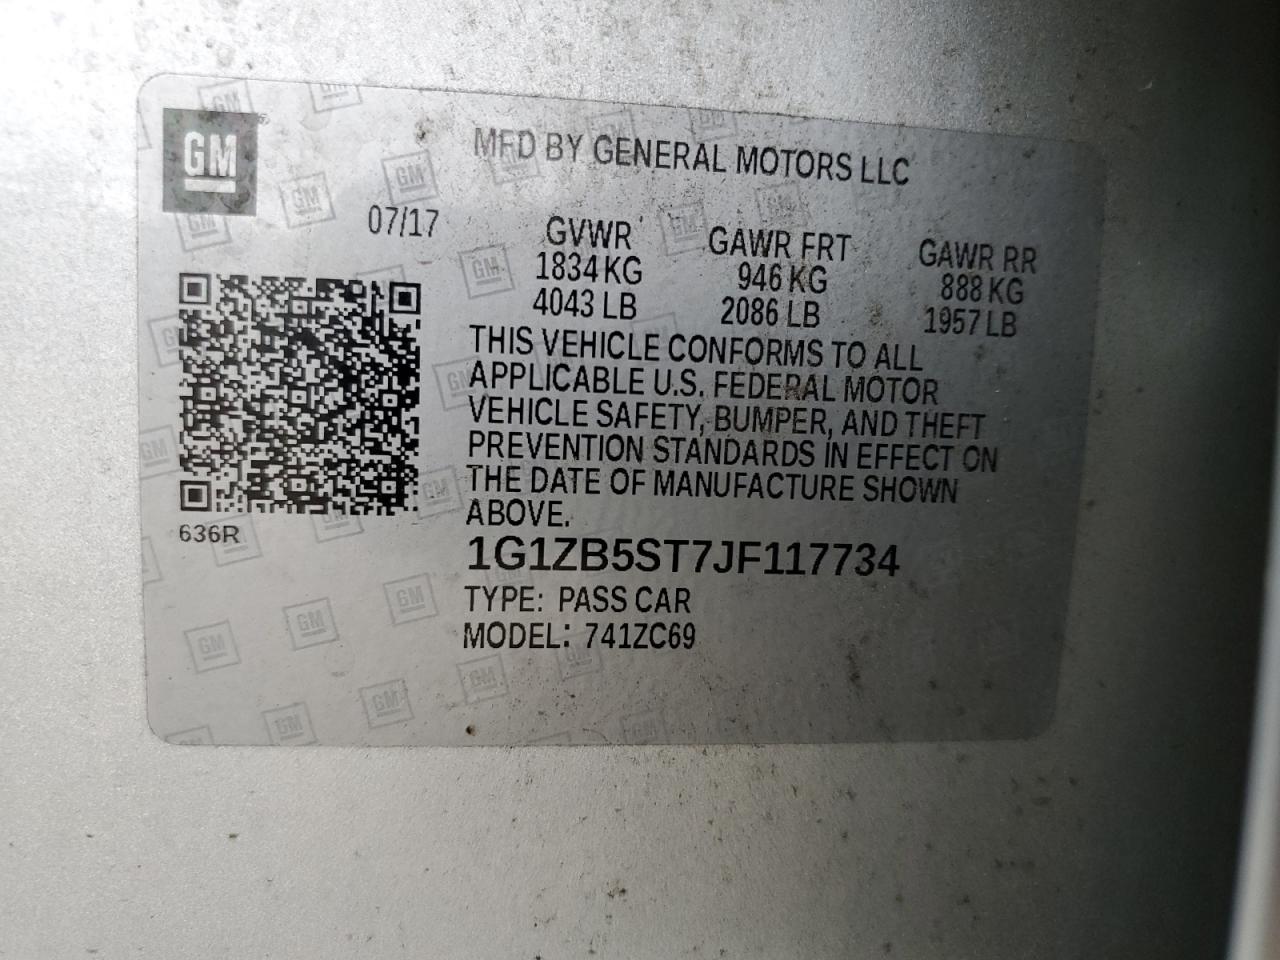 GM
MFD BY GENERAL MOTORS LLC
07/17
GVWR GAWR FRT GAWR RR
1834 KG 946 KG 888 KG
4043 LB 2086 LB 1957 LB
THIS VEHICLE CONFORMS TO ALL
APPLICABLE U.S. FEDERAL MOTOR
VEHICLE SAFETY, BUMPER, AND THEFT
PREVENTION STANDARDS IN EFFECT ON
THE DATE OF MANUFACTURE SHOWN
ABOVE.
636R
1G1ZB5ST7JF117734
TYPE: PASS CAR
MODEL: 741ZC69